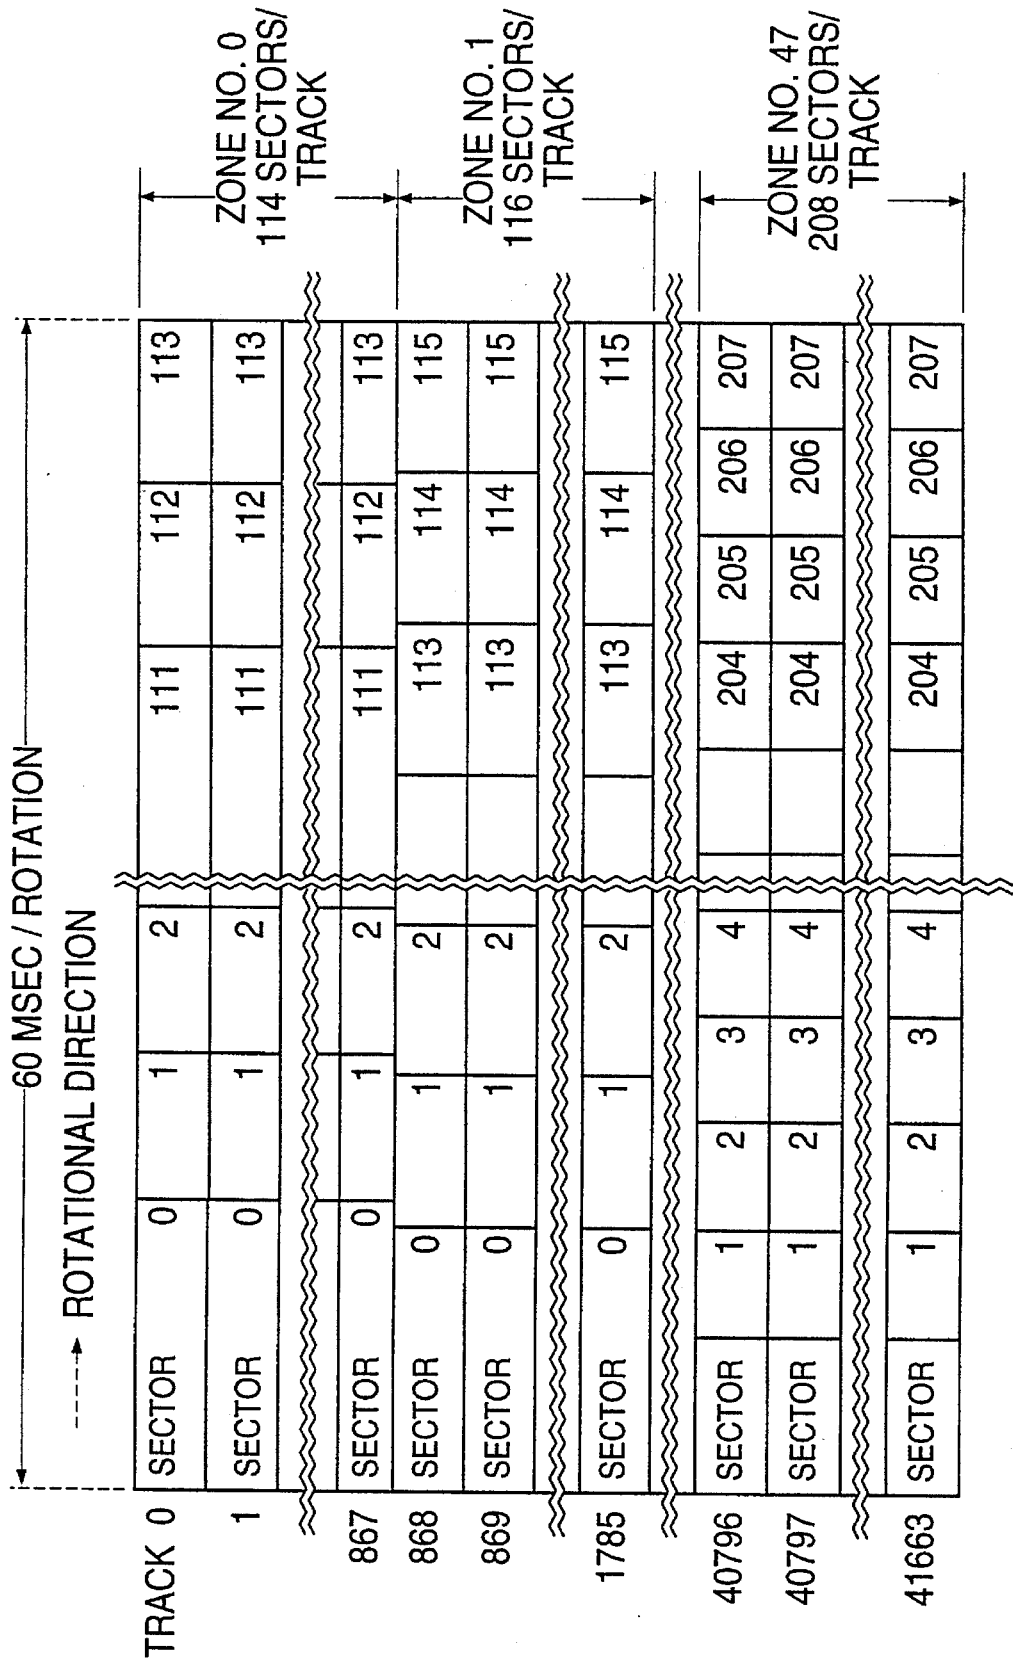 60 MSEC / ROTATION
ROTATIONAL DIRECTION
TRACK 0 SECTOR 0 1 2 111 112 113
1 SECTOR 0 1 2 111 112 113
867 SECTOR 0 1 2 111 112 113
ZONE NO. 0
114 SECTORS/
TRACK
868 SECTOR 0 1 2 113 114 115
869 SECTOR 0 1 2 113 114 115
1785 SECTOR 0 1 2 113 114 115
ZONE NO. 1
116 SECTORS/
TRACK
40796 SECTOR 1 2 3 4 204 205 206 207
40797 SECTOR 1 2 3 4 204 205 206 207
41663 SECTOR 1 2 3 4 204 205 206 207
ZONE NO. 47
208 SECTORS/
TRACK